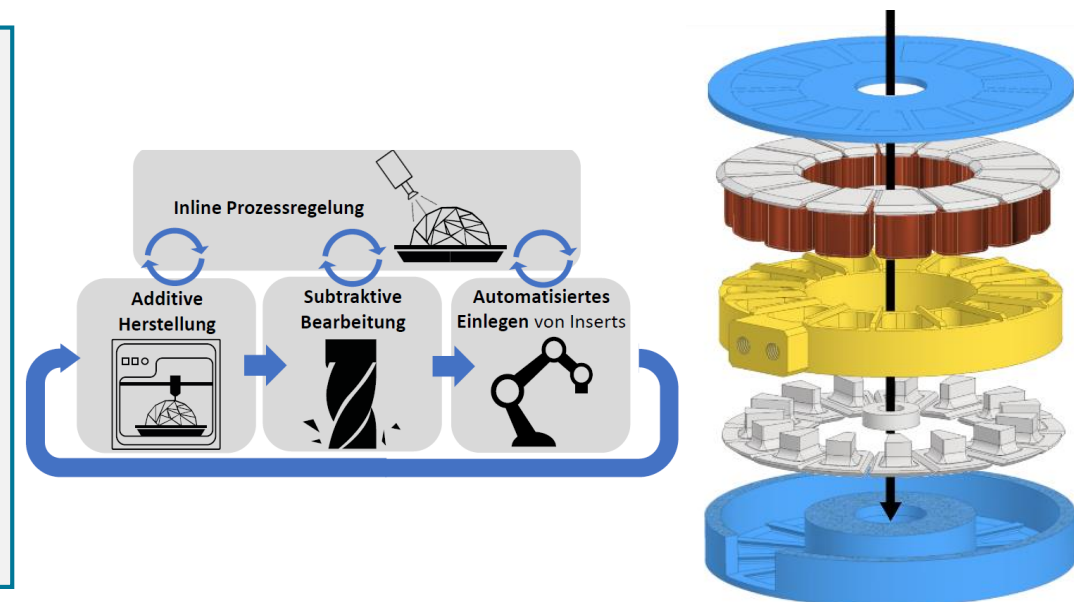 Inline Prozessregelung
Additive
Herstellung
Subtraktive
Bearbeitung
Automatisiertes
Einlegen von Inserts